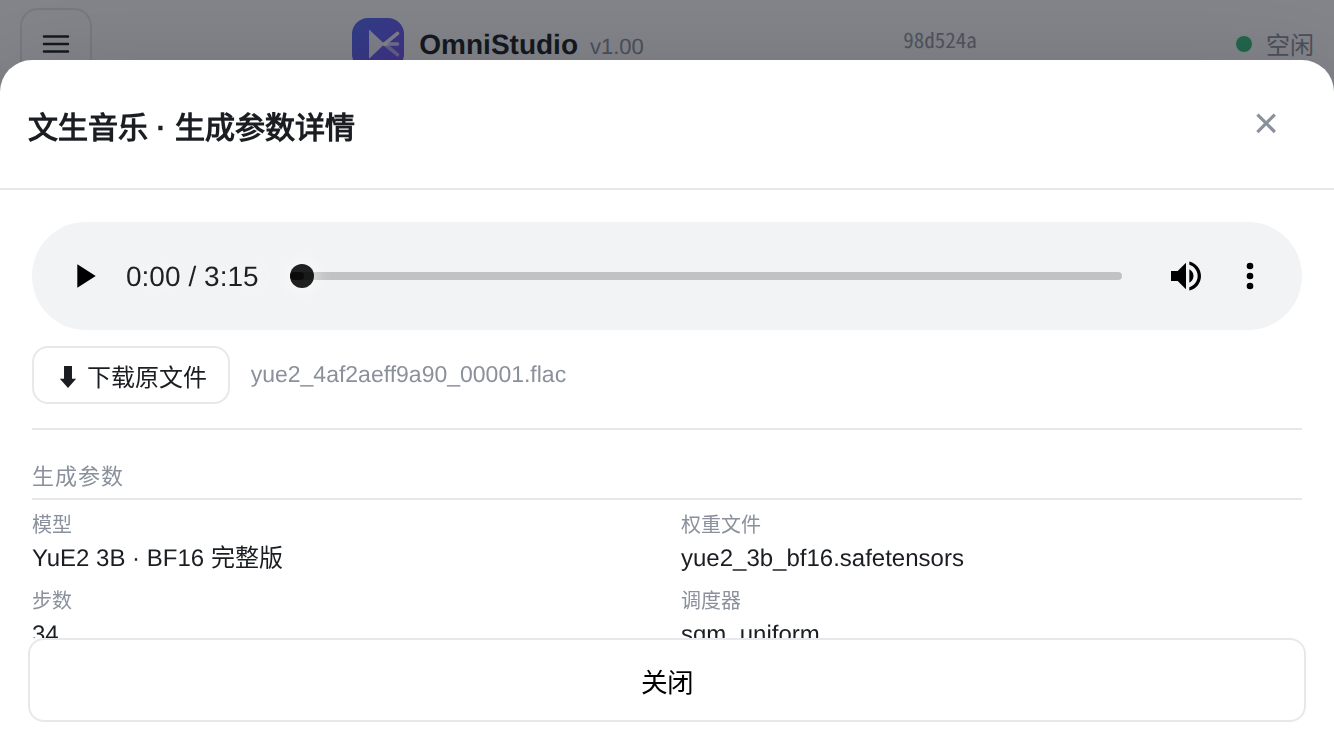 OmniStudio v1.00
98d524a
空闲
文生音乐 · 生成参数详情
0:00 / 3:15
下载原文件
yue2_4af2aeff9a90_00001.flac
生成参数
模型
权重文件
YuE2 3B · BF16 完整版
yue2_3b_bf16.safetensors
步数
调度器
34
sgm_uniform
关闭